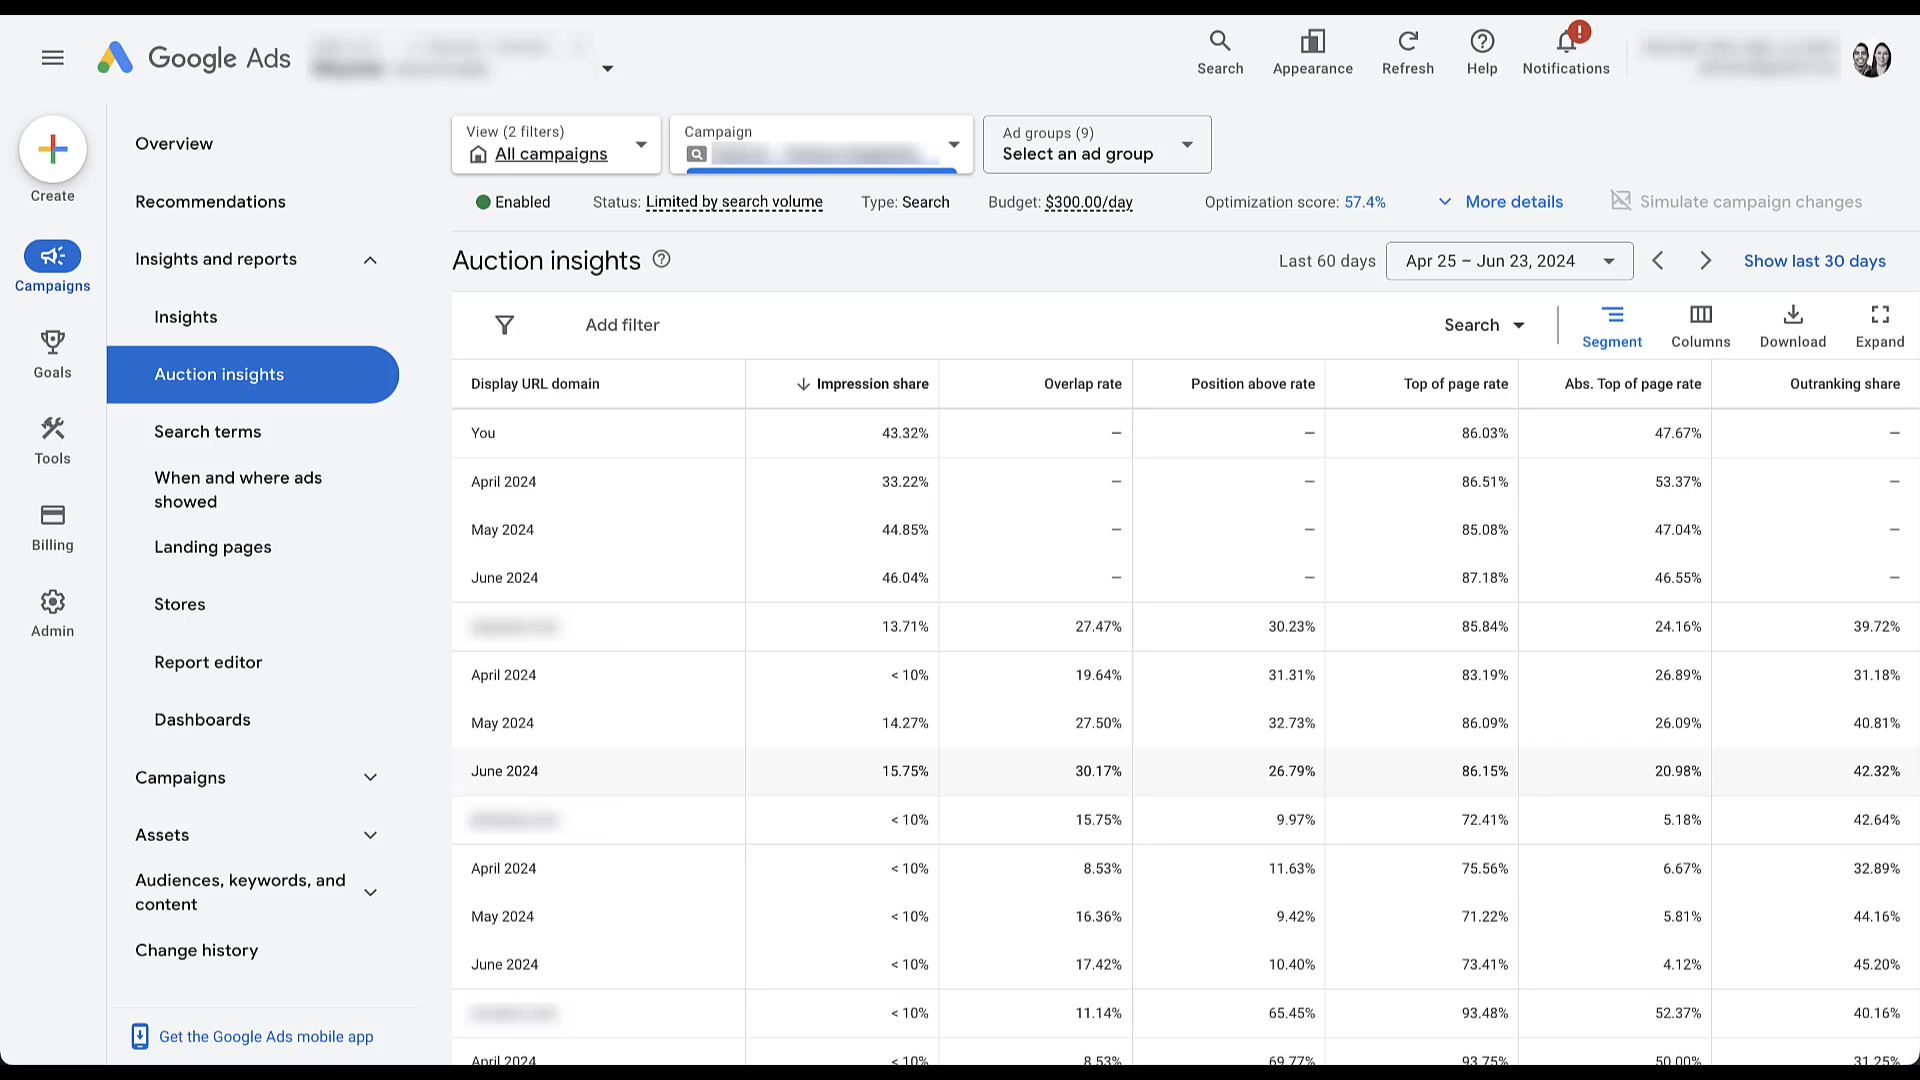 Google Ads
Search
Appearance
Refresh
Help
Notifications
!
Create
Campaigns
Goals
Tools
Billing
Admin
Overview
Recommendations
Insights and reports
Insights
Auction insights
Search terms
When and where ads
showed
Landing pages
Stores
Report editor
Dashboards
Campaigns
Assets
Audiences, keywords, and
content
Change history
Get the Google Ads mobile app
View (2 filters)
All campaigns
Campaign
Ad groups (9)
Select an ad group
Enabled Status: Limited by search volume Type: Search Budget: $300.00/day Optimization score: 57.4% More details Simulate campaign changes
Auction insights Last 60 days Apr 25 – Jun 23, 2024 Show last 30 days
Add filter Search Segment Columns Download Expand
Display URL domain Impression share Overlap rate Position above rate Top of page rate Abs. Top of page rate Outranking share
You 43.32% — — 86.03% 47.67% —
April 2024 33.22% — — 86.51% 53.37% —
May 2024 44.85% — — 85.08% 47.04% —
June 2024 46.04% — — 87.18% 46.55% —
13.71% 27.47% 30.23% 85.84% 24.16% 39.72%
April 2024 < 10% 19.64% 31.31% 83.19% 26.89% 31.18%
May 2024 14.27% 27.50% 32.73% 86.09% 26.09% 40.81%
June 2024 15.75% 30.17% 26.79% 86.15% 20.98% 42.32%
< 10% 15.75% 9.97% 72.41% 5.18% 42.64%
April 2024 < 10% 8.53% 11.63% 75.56% 6.67% 32.89%
May 2024 < 10% 16.36% 9.42% 71.22% 5.81% 44.16%
June 2024 < 10% 17.42% 10.40% 73.41% 4.12% 45.20%
< 10% 11.14% 65.45% 93.48% 52.37% 40.16%
April 2024 < 10% 8.53% 69.77% 93.75% 50.00% 31.25%